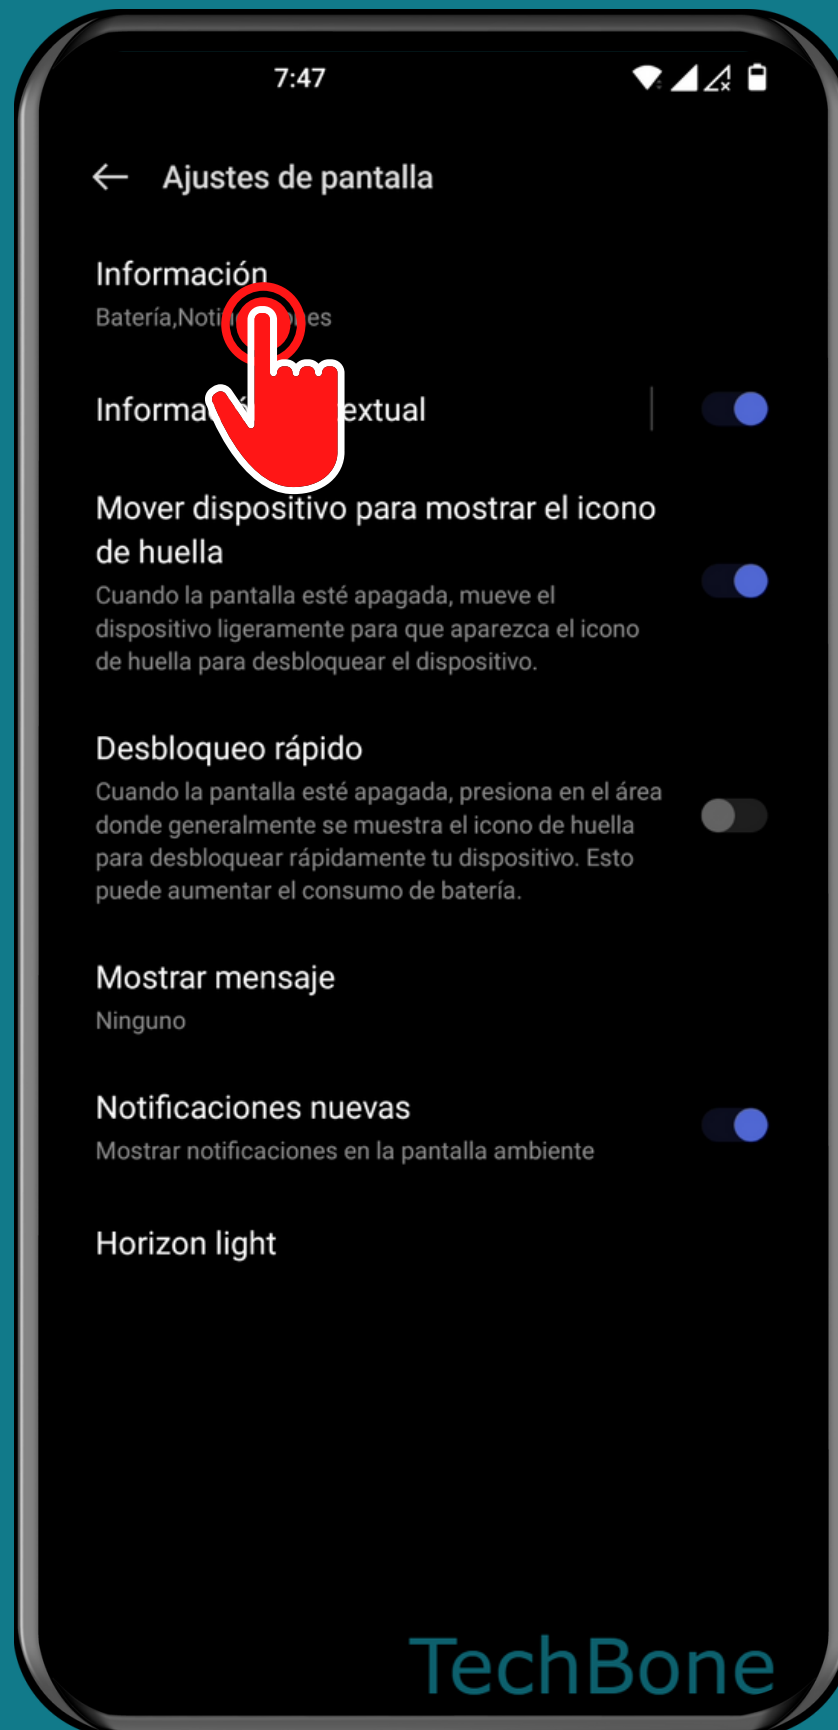 7:47
Ajustes de pantalla
Información
Batería,
extual
Mover dispositivo para mostrar el icono
de huella
Cuando la pantalla esté apagada, mueve el
dispositivo ligeramente para que aparezca el icono
de huella para desbloquear el dispositivo.
Desbloqueo rápido
Cuando la pantalla esté apagada, presiona en el área
donde generalmente se muestra el icono de huella
para desbloquear rápidamente tu dispositivo. Esto
puede aumentar el consumo de batería.
Mostrar mensaje
Ninguno
Notificaciones nuevas
Mostrar notificaciones en la pantalla ambiente
Horizon light
TechBone